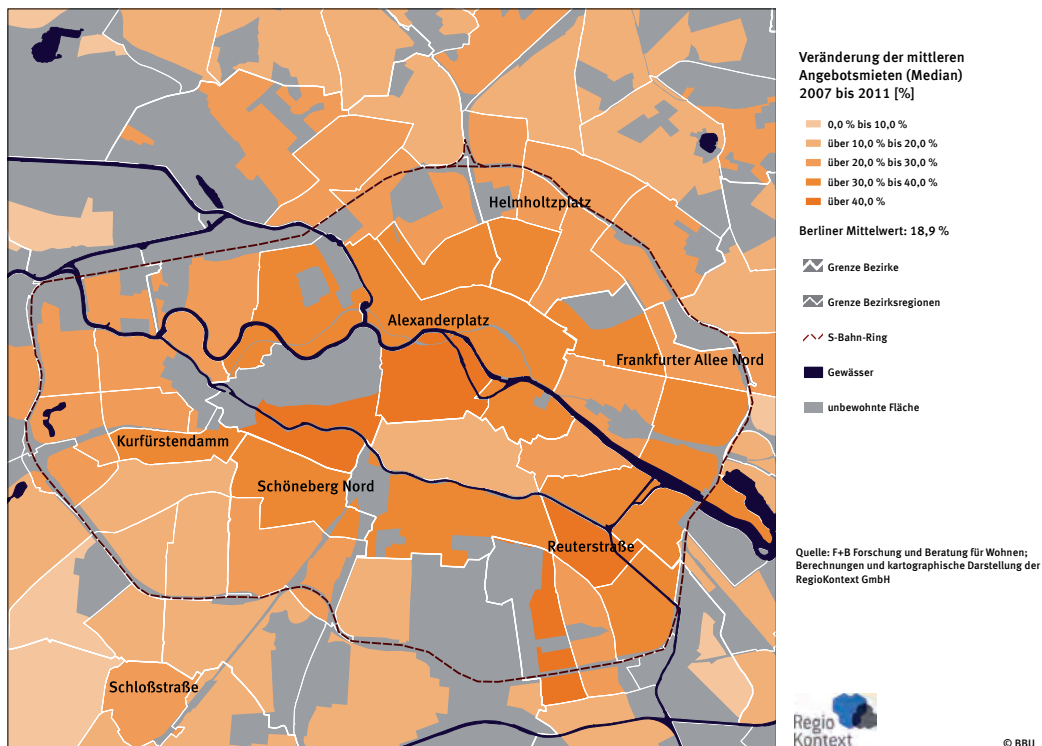 Helmholtzplatz
Alexanderplatz
Frankfurter Allee Nord
Kurfürstendamm
Schöneberg Nord
Reuterstraße
Schloßstraße
Veränderung der mittleren
Angebotsmieten (Median)
2007 bis 2011 [%]
0,0 % bis 10,0 %
über 10,0 % bis 20,0 %
über 20,0 % bis 30,0 %
über 30,0 % bis 40,0 %
über 40,0 %
Berliner Mittelwert: 18,9 %
Grenze Bezirke
Grenze Bezirksregionen
S-Bahn-Ring
Gewässer
unbewohnte Fläche
Quelle: F+B Forschung und Beratung für Wohnen;
Berechnungen und kartographische Darstellung der
RegioKontext GmbH
Regio
Kontext
© BBU